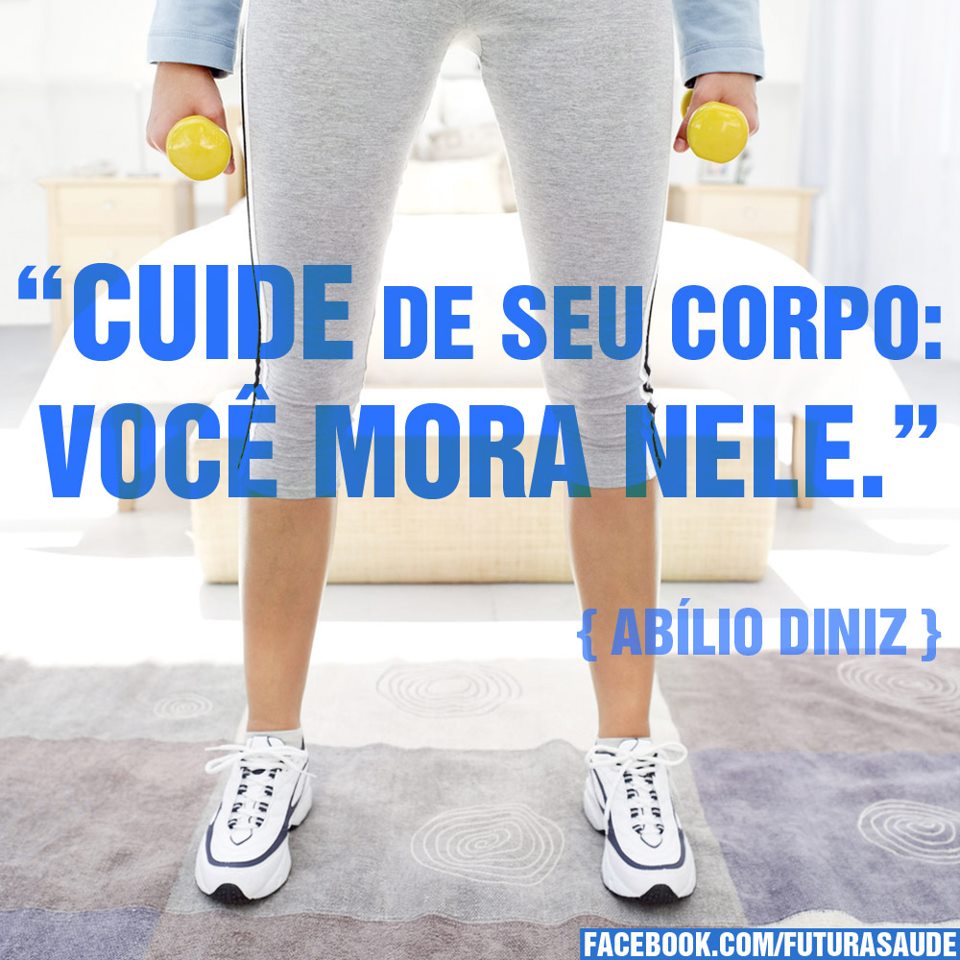 “CUIDE DE SEU CORPO:
VOCÊ MORA NELE.”
{ ABÍLIO DINIZ }
FACEBOOK.COM/FUTURASAUDE